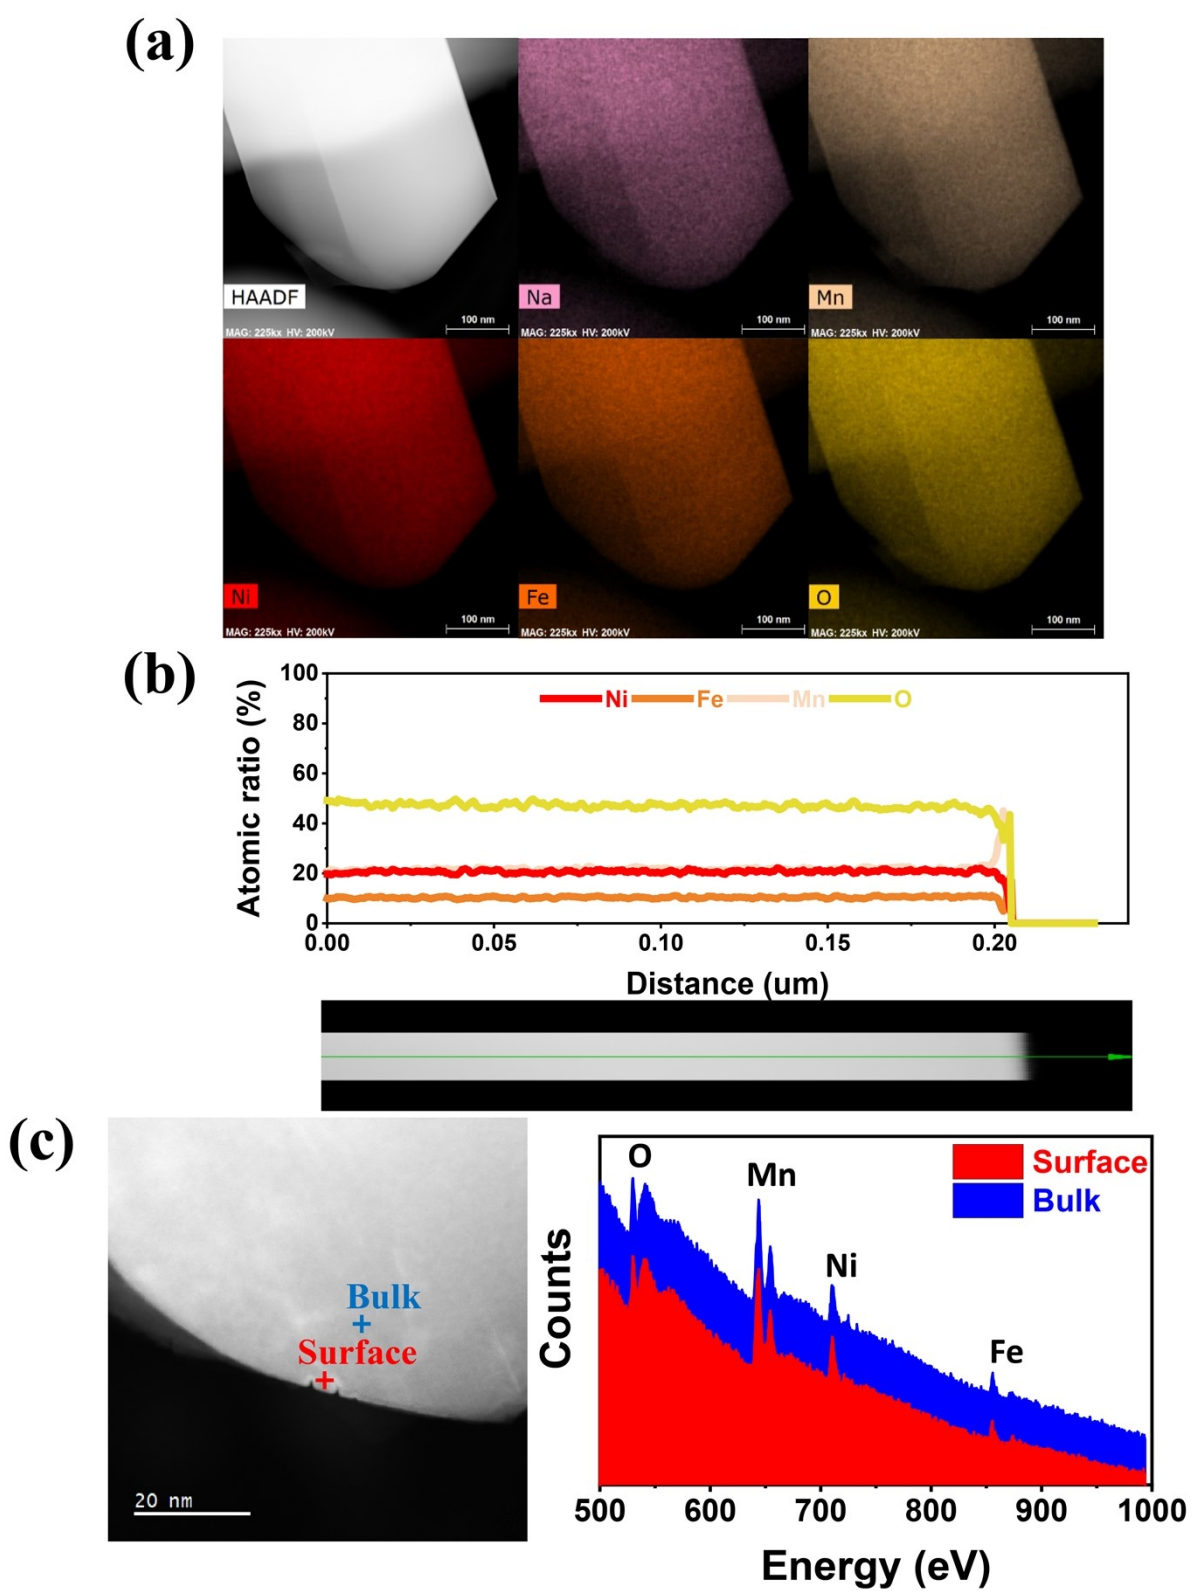 (a)
HAADF
MAG: 225kx HV: 200kV
100 nm
Na
MAG: 225kx HV: 200kV
100 nm
Mn
MAG: 225kx HV: 200kV
100 nm
Ni
MAG: 225kx HV: 200kV
100 nm
Fe
MAG: 225kx HV: 200kV
100 nm
O
MAG: 225kx HV: 200kV
100 nm
(b)
Atomic ratio (%)
100
80
60
40
20
0
Ni Fe Mn O
0.00 0.05 0.10 0.15 0.20
Distance (um)
(c)
Bulk
Surface
20 nm
Counts
O
Mn
Ni
Fe
Surface
Bulk
500 600 700 800 900 1000
Energy (eV)